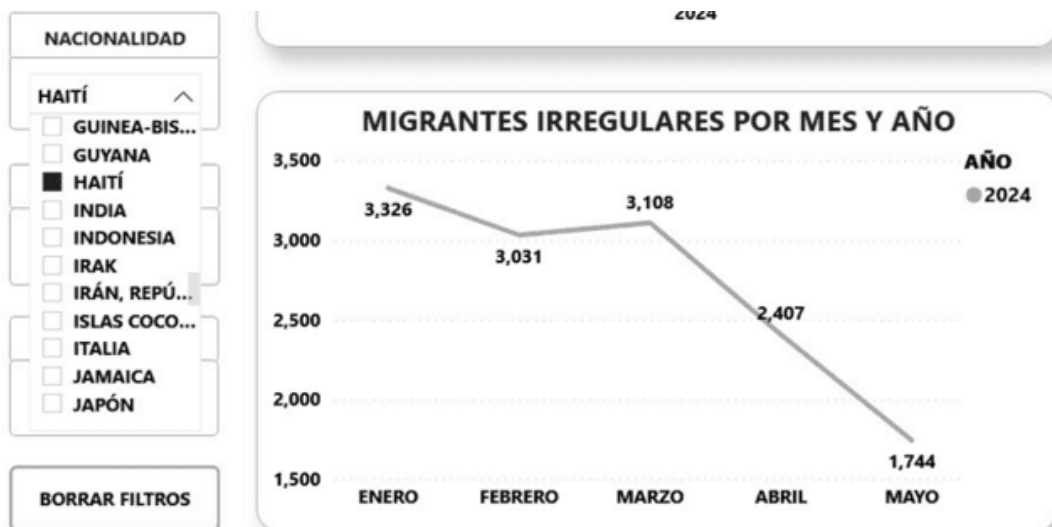 NACIONALIDAD
HAITÍ
GUINEA-BIS...
GUYANA
HAITÍ
INDIA
INDONESIA
IRAK
IRÁN, REPÚ...
ISLAS COCO...
ITALIA
JAMAICA
JAPÓN
BORRAR FILTROS
2024
MIGRANTES IRREGULARES POR MES Y AÑO
AÑO
2024
3,500
3,000
2,500
2,000
1,500
3,326
3,031
3,108
2,407
1,744
ENERO FEBRERO MARZO ABRIL MAYO